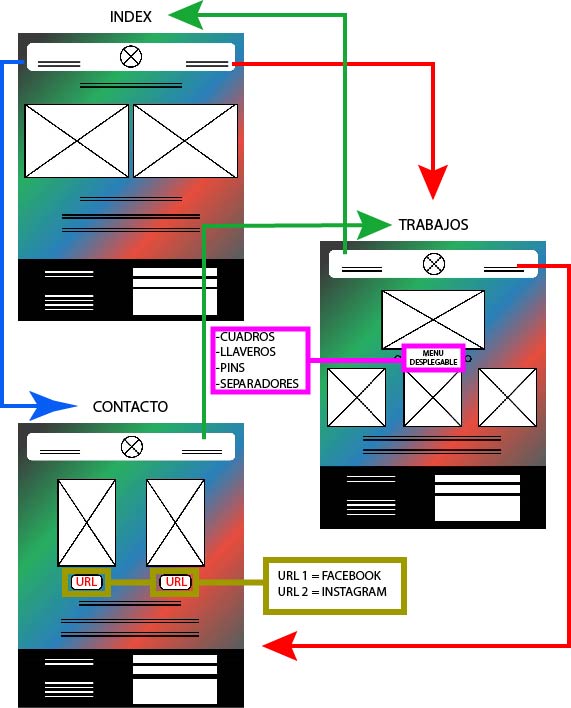 INDEX
TRABAJOS
-CUADROS
-LLAVEROS
-PINS
-SEPARADORES
MENU
DESPLEGABLE
CONTACTO
URL
URL
URL 1 = FACEBOOK
URL 2 = INSTAGRAM